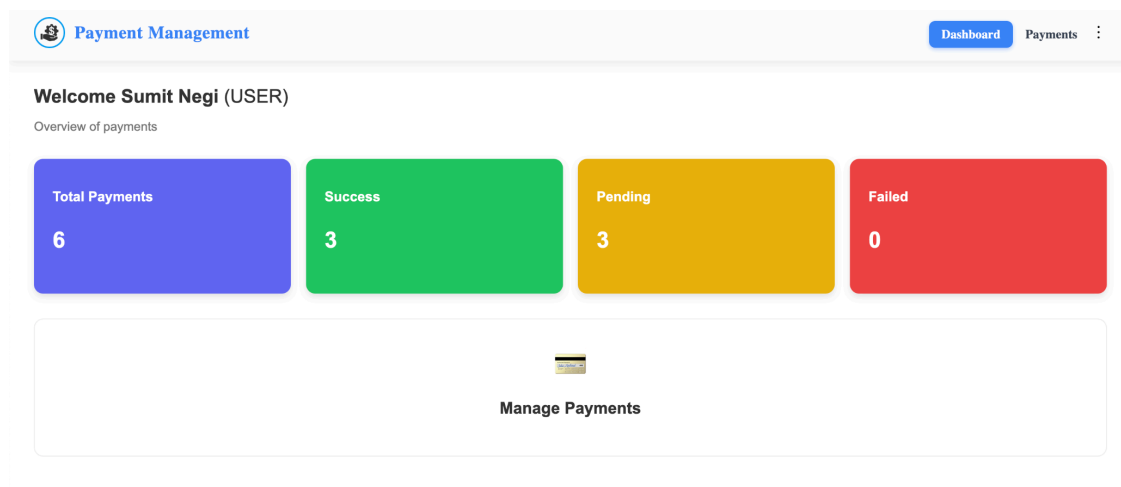 Payment Management
Dashboard Payments
Welcome Sumit Negi (USER)
Overview of payments
Total Payments
6
Success
3
Pending
3
Failed
0
Manage Payments